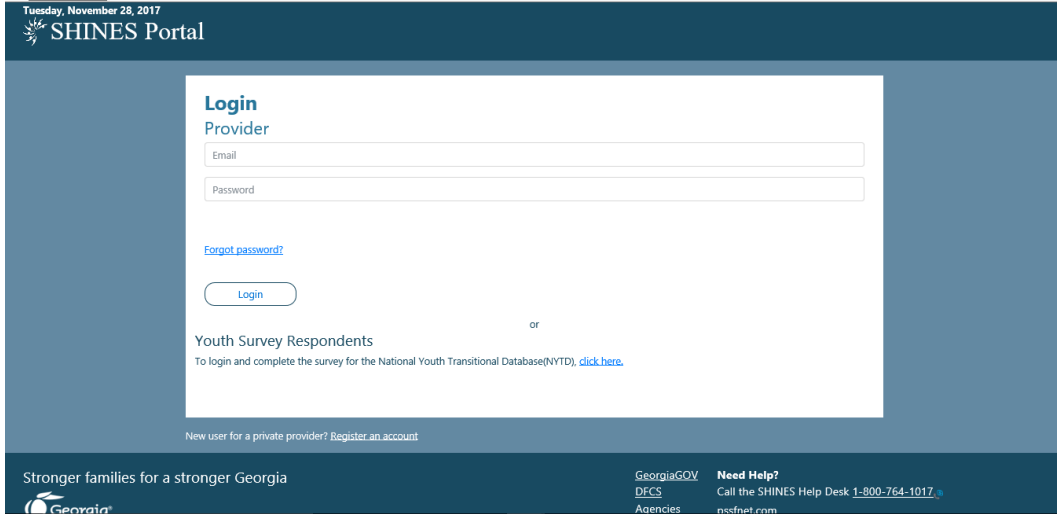 Tuesday, November 28, 2017
SHINES Portal
Login
Provider
Email
Password
Forgot password?
Login
or
Youth Survey Respondents
To login and complete the survey for the National Youth Transitional Database(NYTD), click here.
New user for a private provider? Register an account
Stronger families for a stronger Georgia
Georgia®
GeorgiaGOV
DFCS
Agencies
Need Help?
Call the SHINES Help Desk 1-800-764-1017
pssfnet.com